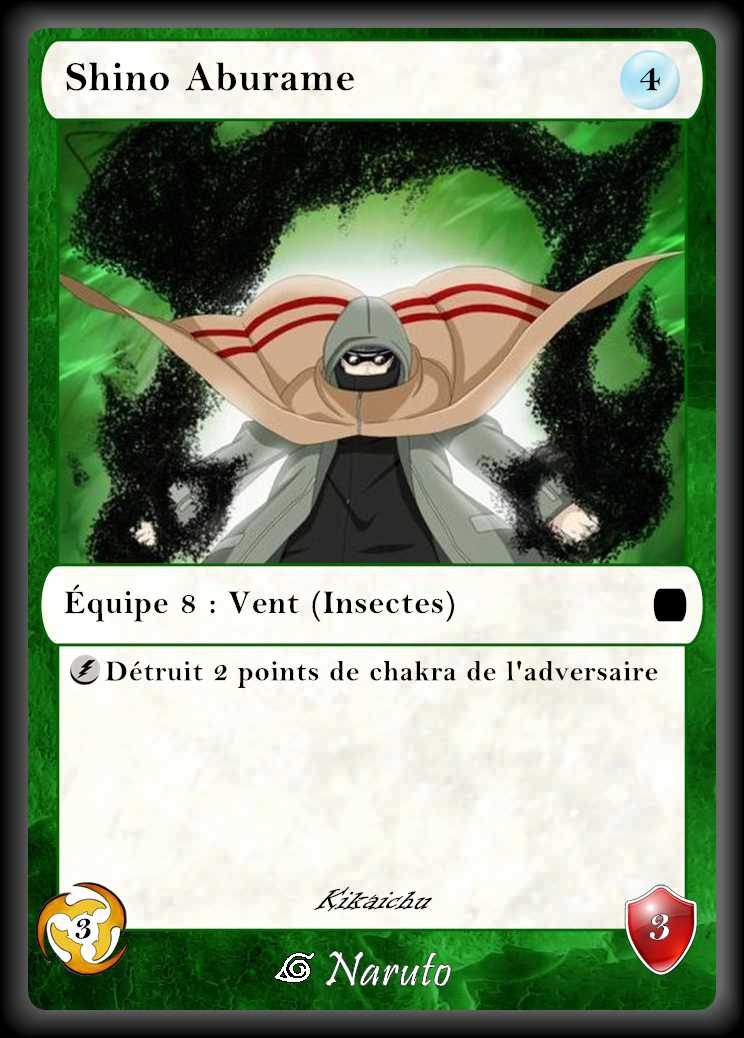 Shino Aburame
4
Équipe 8 : Vent (Insectes)
Détruit 2 points de chakra de l'adversaire
Kikaichu
3
3
Naruto